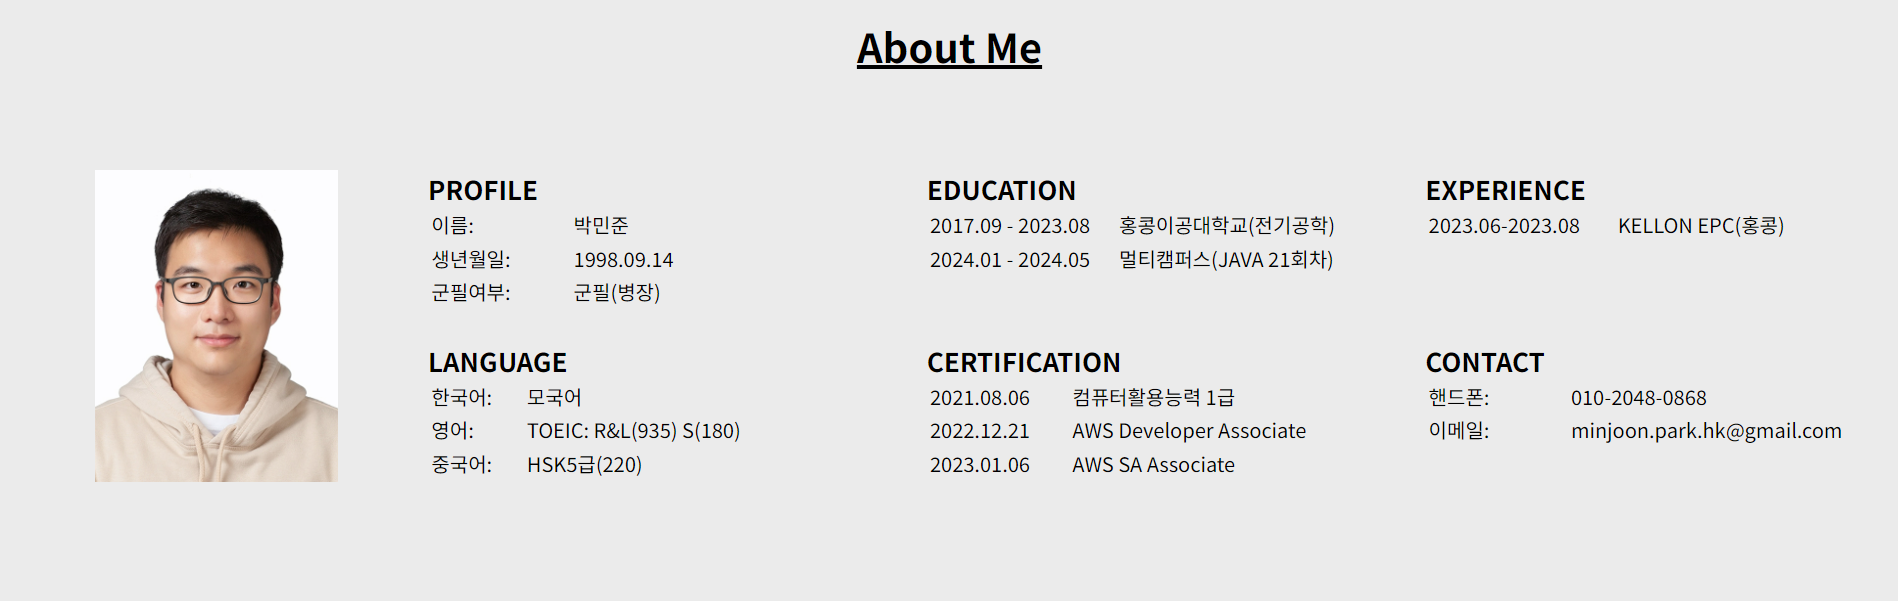 About Me
PROFILE
이름: 박민준
생년월일: 1998.09.14
군필여부: 군필(병장)
EDUCATION
2017.09 - 2023.08 홍콩이공대학교(전기공학)
2024.01 - 2024.05 멀티캠퍼스(JAVA 21회차)
EXPERIENCE
2023.06-2023.08 KELLON EPC(홍콩)
LANGUAGE
한국어: 모국어
영어: TOEIC: R&L(935) S(180)
중국어: HSK5급(220)
CERTIFICATION
2021.08.06 컴퓨터활용능력 1급
2022.12.21 AWS Developer Associate
2023.01.06 AWS SA Associate
CONTACT
핸드폰: 010-2048-0868
이메일: minjoon.park.hk@gmail.com